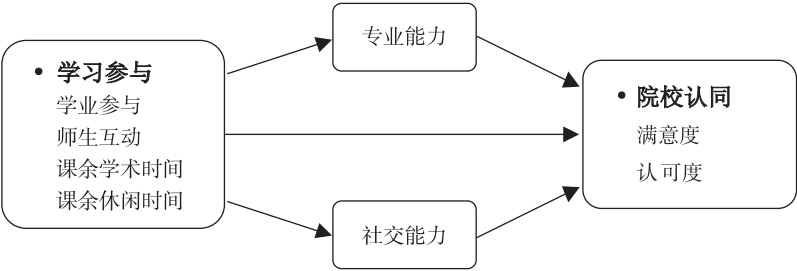 专业能力
• 学习参与
学业参与
师生互动
课余学术时间
课余休闲时间
• 院校认同
满意度
认可度
社交能力